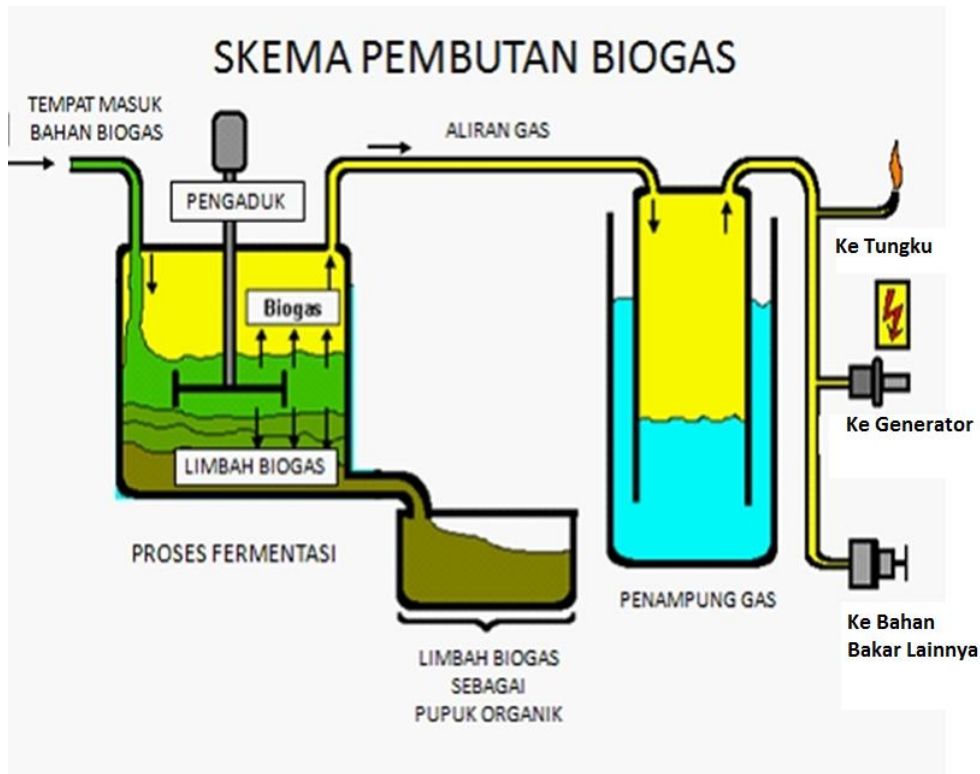 SKEMA PEMBUTAN BIOGAS
TEMPAT MASUK
BAHAN BIOGAS
ALIRAN GAS
PENGADUK
Ke Tungku
Biogas
Ke Generator
LIMBAH BIOGAS
PROSES FERMENTASI
PENAMPUNG GAS
Ke Bahan
Bakar Lainnya
LIMBAH BIOGAS
SEBAGAI
PUPUK ORGANIK